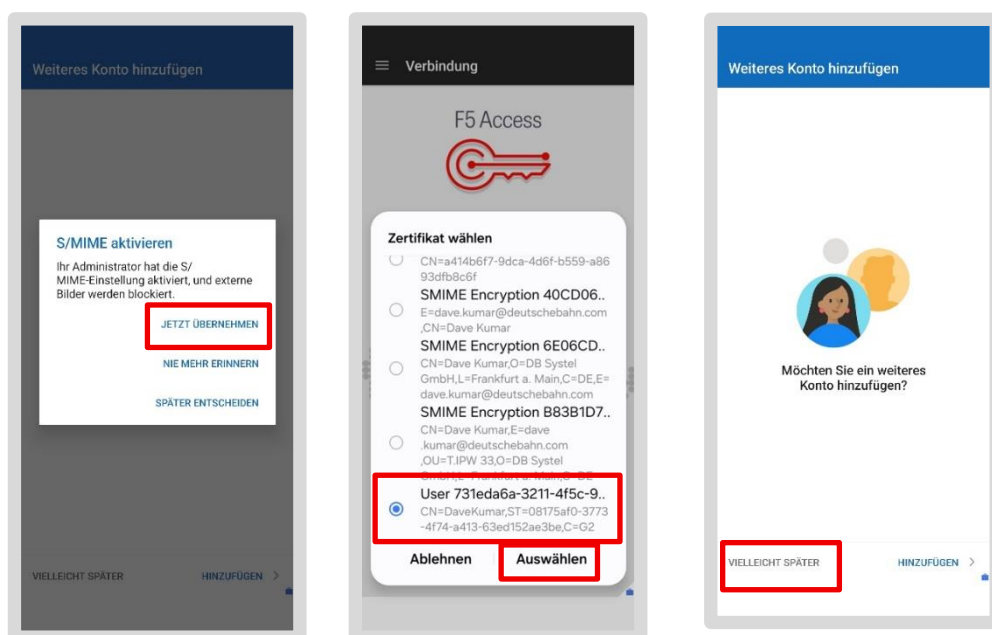 Weiteres Konto hinzufügen
S/MIME aktivieren
Ihr Administrator hat die S/
MIME-Einstellung aktiviert, und externe
Bilder werden blockiert.
JETZT ÜBERNEHMEN
NIE MEHR ERINNERN
SPÄTER ENTSCHEIDEN
VIELLEICHT SPÄTER
HINZUFÜGEN
Verbindung
F5 Access
Zertifikat wählen
CN=a414b6f7-9dca-4d6f-b559-a86
93dfb8c6f
SMIME Encryption 40CD06..
E=dave.kumar@deutschebahn.com
,CN=Dave Kumar
SMIME Encryption 6E06CD..
CN=Dave Kumar,O=DB Systel
GmbH,L=Frankfurt a. Main,C=DE,E=
dave.kumar@deutschebahn.com
SMIME Encryption B83B1D7..
CN=Dave Kumar,E=dave
.kumar@deutschebahn.com
,OU=T.IPW 33,O=DB Systel
GmbH,L=Frankfurt a. Main,C=DE
User 731eda6a-3211-4f5c-9..
CN=DaveKumar,ST=08175af0-3773
-4f74-a413-63ed152ae3be,C=G2
Ablehnen
Auswählen
Weiteres Konto hinzufügen
Möchten Sie ein weiteres
Konto hinzufügen?
VIELLEICHT SPÄTER
HINZUFÜGEN